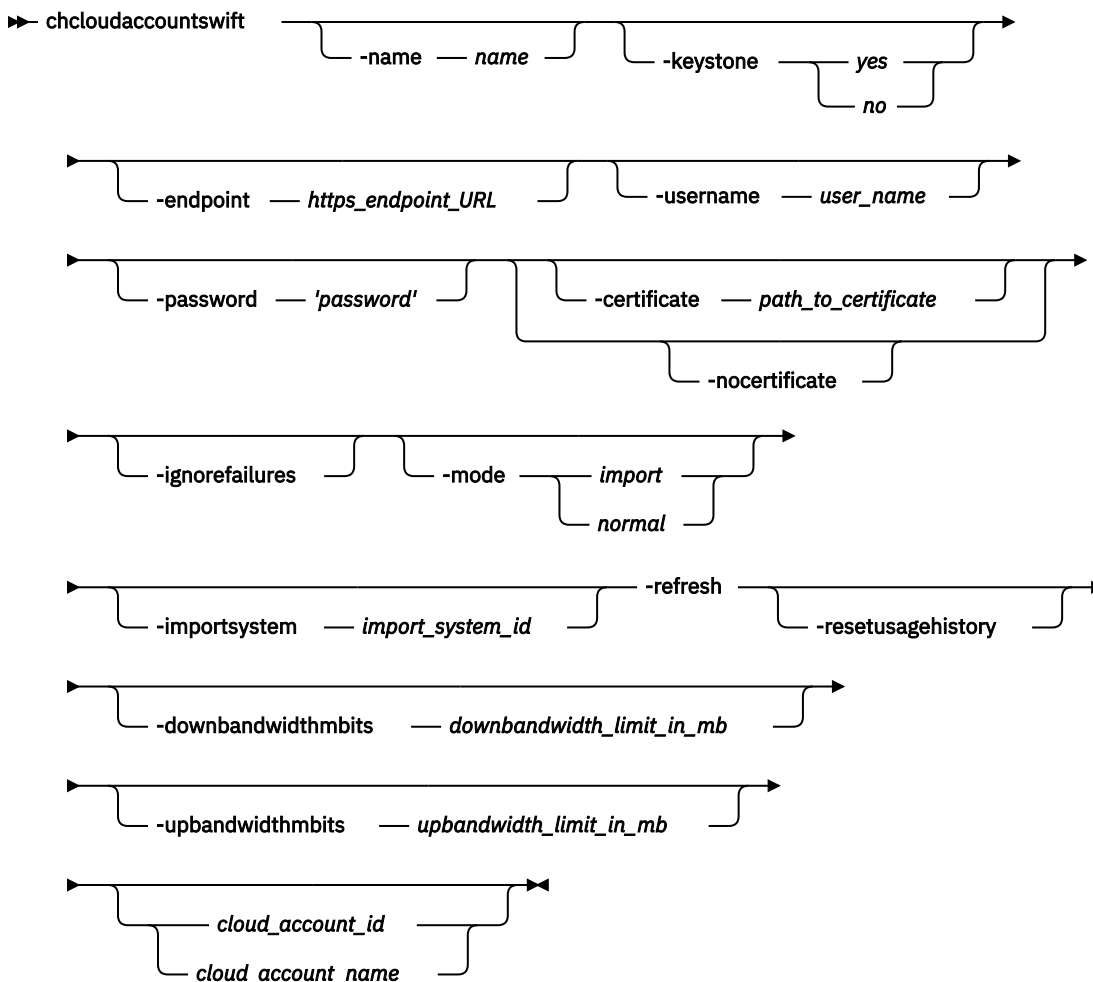 chcloudaccountswift
-name name -keystone yes
no
-endpoint https_endpoint_URL -username user_name
-password 'password' -certificate path_to_certificate
-nocertificate
-ignorefailures -mode import
normal
-refresh
-importsystem import_system_id -resetusagehistory
-downbandwidthmbits downbandwidth_limit_in_mb
-upbandwidthmbits upbandwidth_limit_in_mb
cloud_account_id
cloud_account_name